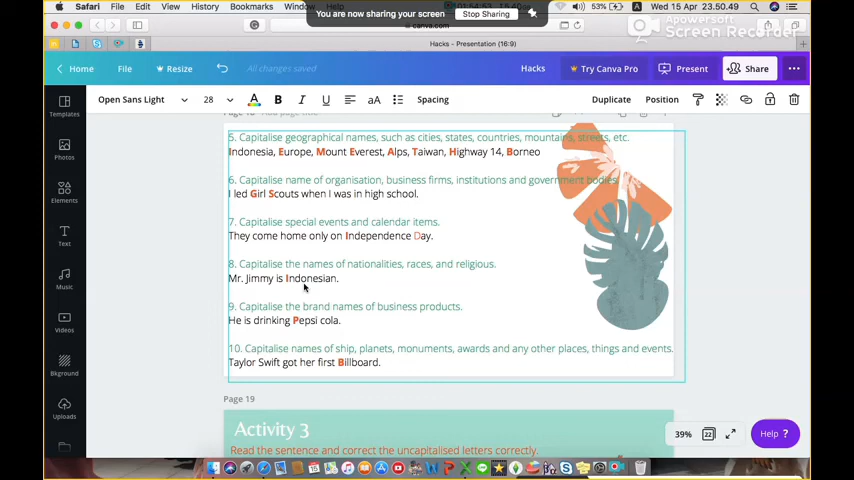 Safari File Edit View History Bookmarks Window
You are now sharing your screen Stop Sharing
53% Wed 15 Apr 23.50.49
Apowersoft
Screen Recorder
canva.com
Hacks - Presentation (16:9)
Home File Resize All changes saved Hacks Try Canva Pro Present Share
Open Sans Light 28 A B I U aA Spacing Duplicate Position
Templates
Photos
Elements
Text
Music
Videos
Bkground
Uploads
5. Capitalise geographical names, such as cities, states, countries, mountains, streets, etc.
Indonesia, Europe, Mount Everest, Alps, Taiwan, Highway 14, Borneo
6. Capitalise name of organisation, business firms, institutions and government bodies.
I led Girl Scouts when I was in high school.
7. Capitalise special events and calendar items.
They come home only on Independence Day.
8. Capitalise the names of nationalities, races, and religious.
Mr. Jimmy is Indonesian.
9. Capitalise the brand names of business products.
He is drinking Pepsi cola.
10. Capitalise names of ship, planets, monuments, awards and any other places, things and events.
Taylor Swift got her first Billboard.
Page 19
Activity 3
Read the sentence and correct the uncapitalised letters correctly.
39% 22 Help ?